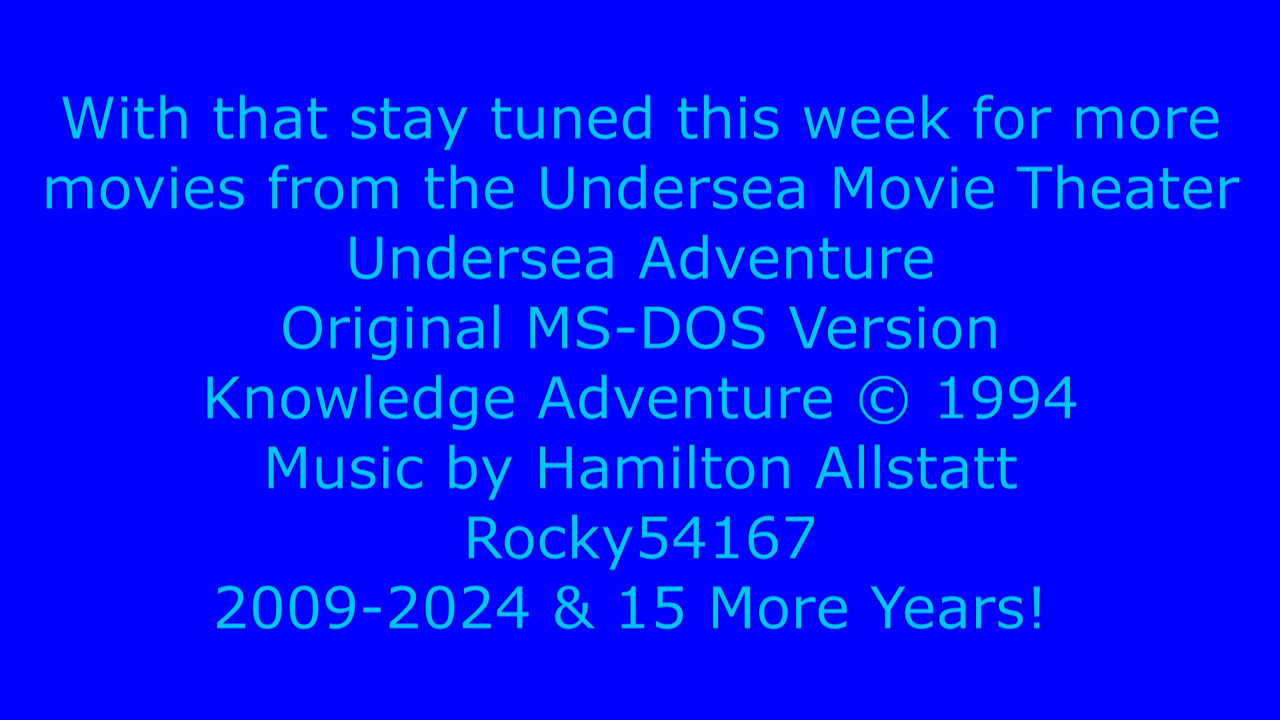 With that stay tuned this week for more
movies from the Undersea Movie Theater
Undersea Adventure
Original MS-DOS Version
Knowledge Adventure © 1994
Music by Hamilton Allstatt
Rocky54167
2009-2024 & 15 More Years!